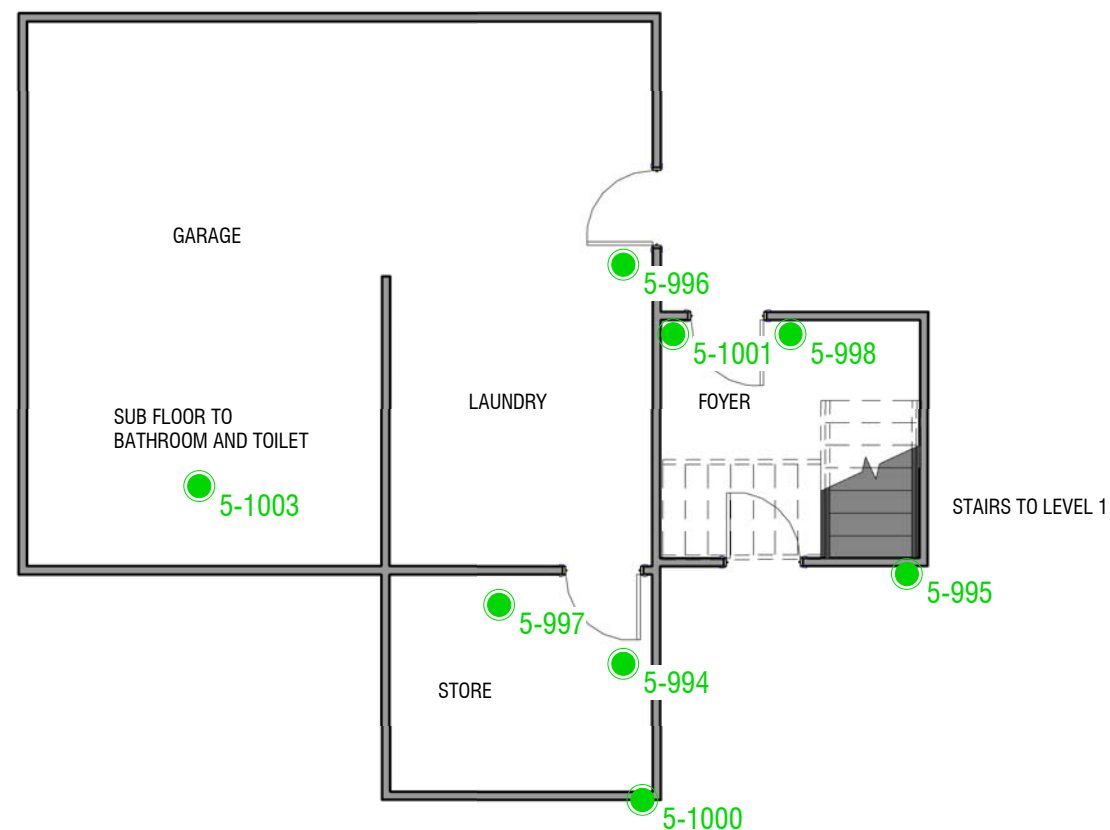 GARAGE
5-996
5-1001
5-998
LAUNDRY
FOYER
SUB FLOOR TO
BATHROOM AND TOILET
5-1003
STAIRS TO LEVEL 1
5-995
5-997
5-994
STORE
5-1000